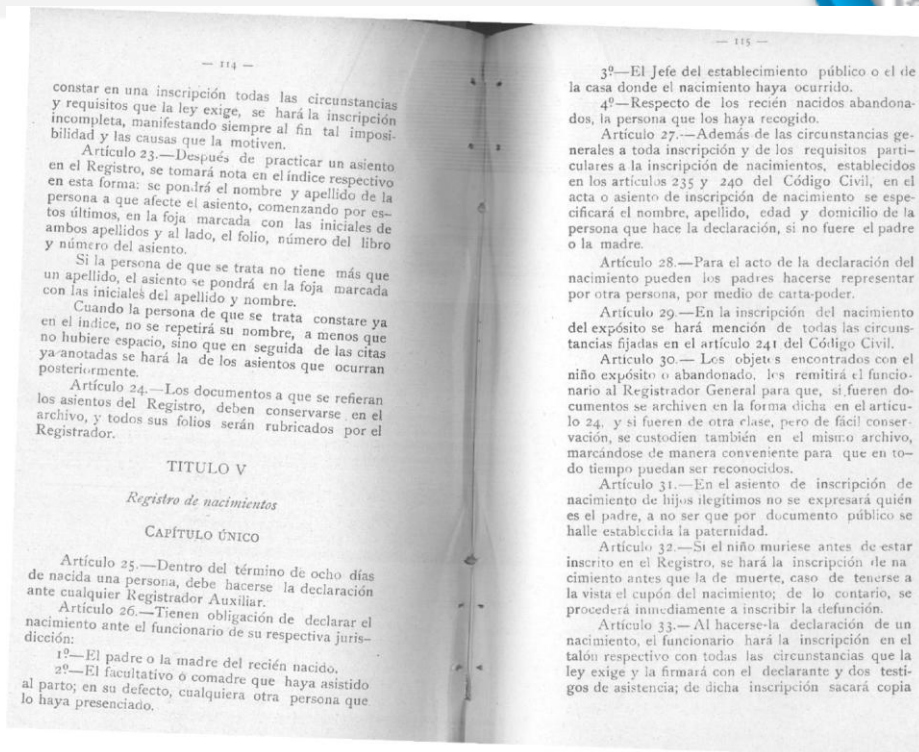 — 114 —
constar en una inscripción todas las circunstancias
y requisitos que la ley exige, se hará la inscripción
incompleta, manifestando siempre al fin tal imposi-
bilidad y las causas que la motiven.
Artículo 23.—Después de practicar un asiento
en el Registro, se tomará nota en el índice respectivo
en esta forma: se pondrá el nombre y apellido de la
persona a que afecte el asiento, comenzando por es-
tos últimos, en la foja marcada con las iniciales de
ambos apellidos y al lado, el folio, número del libro
y número del asiento.
Si la persona de que se trata no tiene más que
un apellido, el asiento se pondrá en la foja marcada
con las iniciales del apellido y nombre.
Cuando la persona de que se trata constare ya
en el índice, no se repetirá su nombre, a menos que
no hubiere espacio, sino que en seguida de las citas
ya anotadas se hará la de los asientos que ocurran
posteriormente.
Artículo 24.—Los documentos a que se refieran
los asientos del Registro, deben conservarse en el
archivo, y todos sus folios serán rubricados por el
Registrador.
TITULO V
Registro de nacimientos
CAPÍTULO ÚNICO
Artículo 25.—Dentro del término de ocho días
de nacida una persona, debe hacerse la declaración
ante cualquier Registrador Auxiliar.
Artículo 26.—Tienen obligación de declarar el
nacimiento ante el funcionario de su respectiva juris-
dicción:
1º—El padre o la madre del recién nacido.
2º—El facultativo o comadre que haya asistido
al parto; en su defecto, cualquiera otra persona que
lo haya presenciado.
— 115 —
3º—El Jefe del establecimiento público o el de
la casa donde el nacimiento haya ocurrido.
4º—Respecto de los recién nacidos abandona-
dos, la persona que los haya recogido.
Artículo 27.—Además de las circunstancias ge-
nerales a toda inscripción y de los requisitos parti-
culares a la inscripción de nacimientos, establecidos
en los artículos 235 y 240 del Código Civil, en el
acta o asiento de inscripción de nacimiento se espe-
cificará el nombre, apellido, edad y domicilio de la
persona que hace la declaración, si no fuere el padre
o la madre.
Artículo 28.—Para el acto de la declaración del
nacimiento pueden los padres hacerse representar
por otra persona, por medio de carta-poder.
Artículo 29.—En la inscripción del nacimiento
del expósito se hará mención de todas las circuns-
tancias fijadas en el artículo 241 del Código Civil.
Artículo 30.— Los objetos encontrados con el
niño expósito o abandonado, los remitirá el funcio-
nario al Registrador General para que, si fueren do-
cumentos se archiven en la forma dicha en el artícu-
lo 24, y si fueren de otra clase, pero de fácil conser-
vación, se custodien también en el mismo archivo,
marcándose de manera conveniente para que en to-
do tiempo puedan ser reconocidos.
Artículo 31.—En el asiento de inscripción de
nacimiento de hijos ilegítimos no se expresará quién
es el padre, a no ser que por documento público se
halle establecida la paternidad.
Artículo 32.—Si el niño muriese antes de estar
inscrito en el Registro, se hará la inscripción de na
cimiento antes que la de muerte, caso de tenerse a
la vista el cupón del nacimiento; de lo contario, se
procederá inmediatamente a inscribir la defunción.
Artículo 33.—Al hacerse la declaración de un
nacimiento, el funcionario hará la inscripción en el
talón respectivo con todas las circunstancias que la
ley exige y la firmará con el declarante y dos testi-
gos de asistencia; de dicha inscripción sacará copia